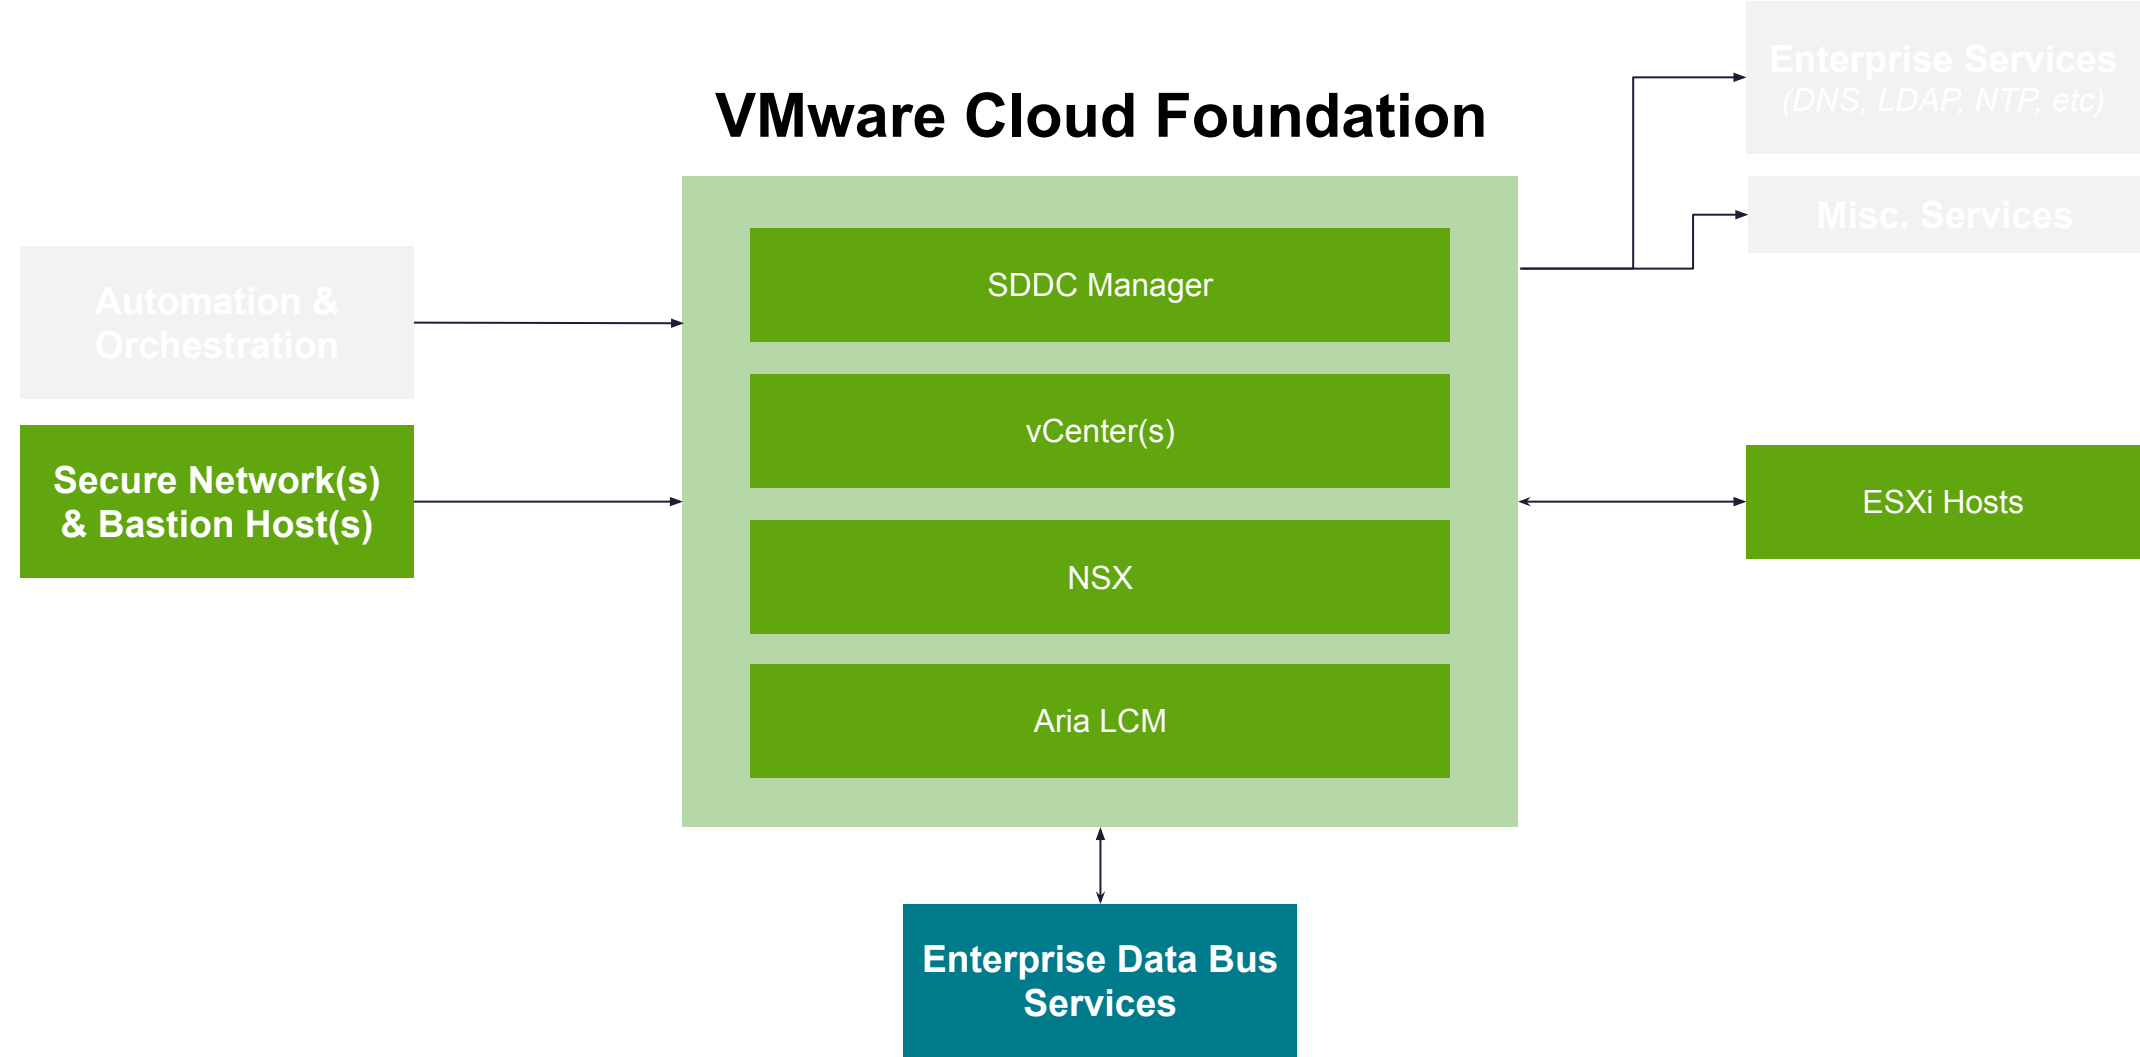 VMware Cloud Foundation
Enterprise Services
(DNS, LDAP, NTP, etc)
Misc. Services
Automation &
Orchestration
Secure Network(s)
& Bastion Host(s)
SDDC Manager
vCenter(s)
NSX
Aria LCM
ESXi Hosts
Enterprise Data Bus
Services